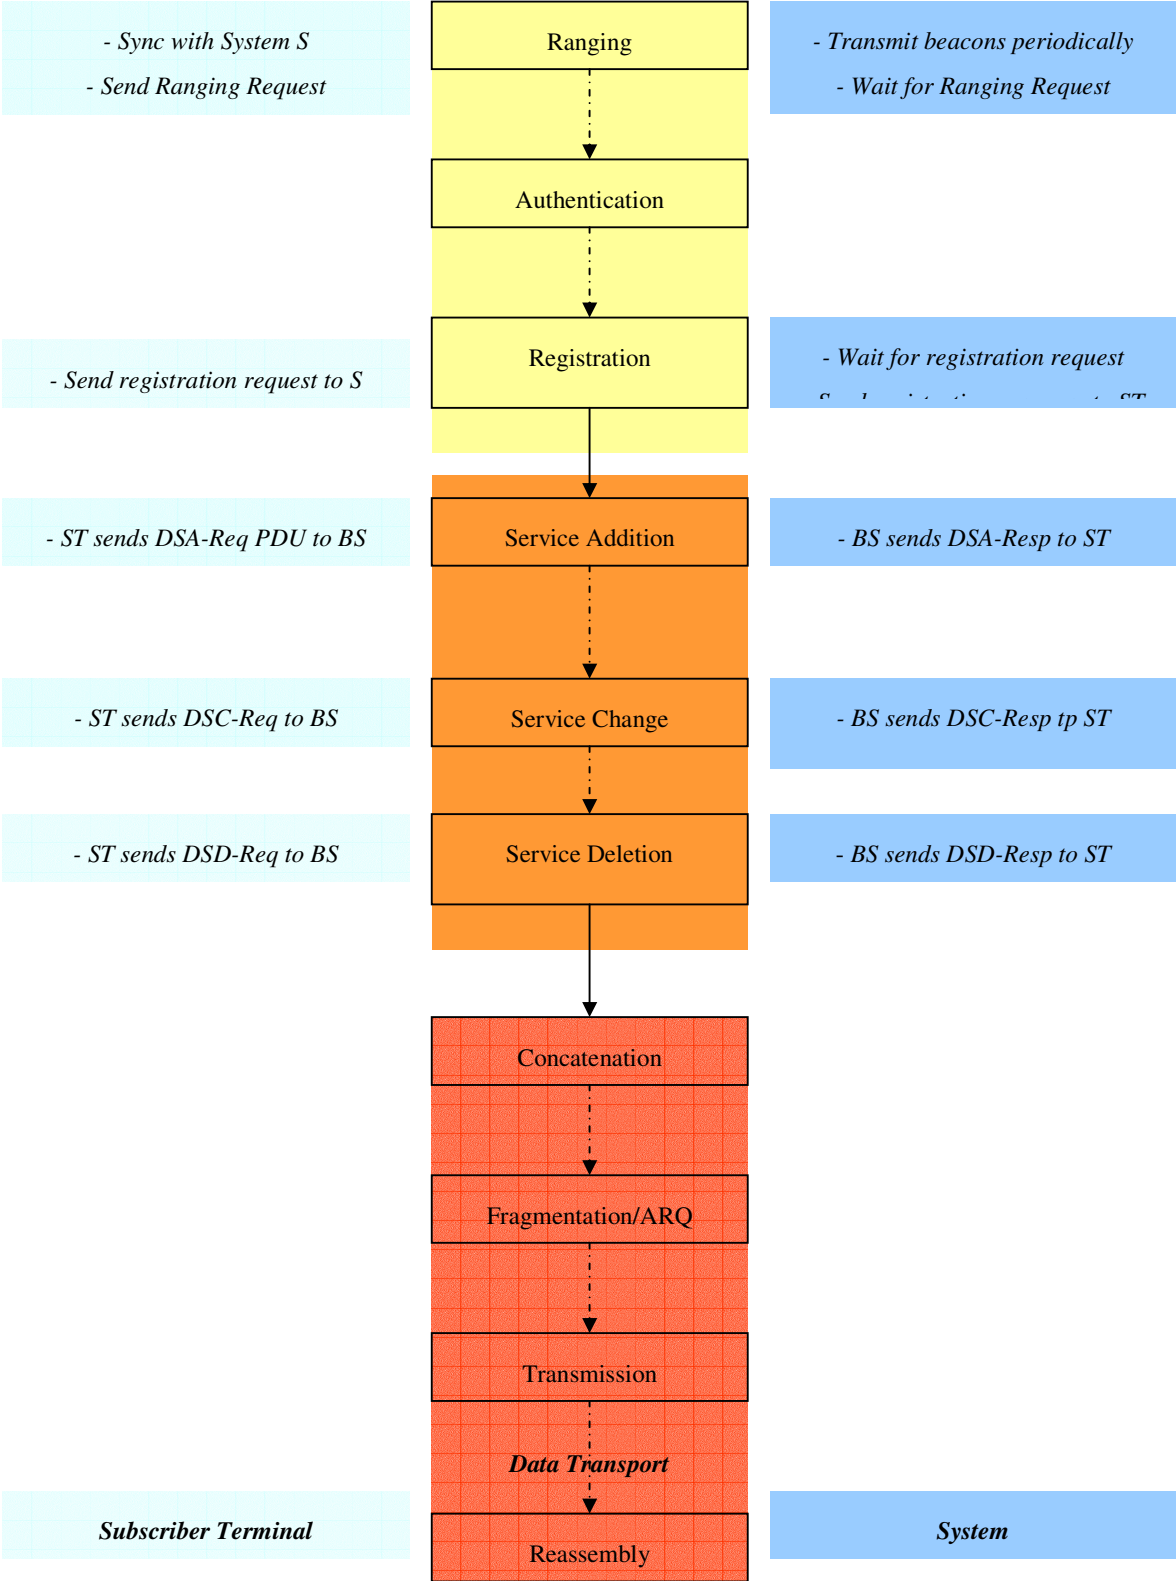 - Sync with System S
- Send Ranging Request
Ranging
- Transmit beacons periodically
- Wait for Ranging Request
Authentication
- Send registration request to S
Registration
- Wait for registration request
- ST sends DSA-Req PDU to BS
Service Addition
- BS sends DSA-Resp to ST
- ST sends DSC-Req to BS
Service Change
- BS sends DSC-Resp tp ST
- ST sends DSD-Req to BS
Service Deletion
- BS sends DSD-Resp to ST
Concatenation
Fragmentation/ARQ
Transmission
Data Transport
Subscriber Terminal
System
Reassembly